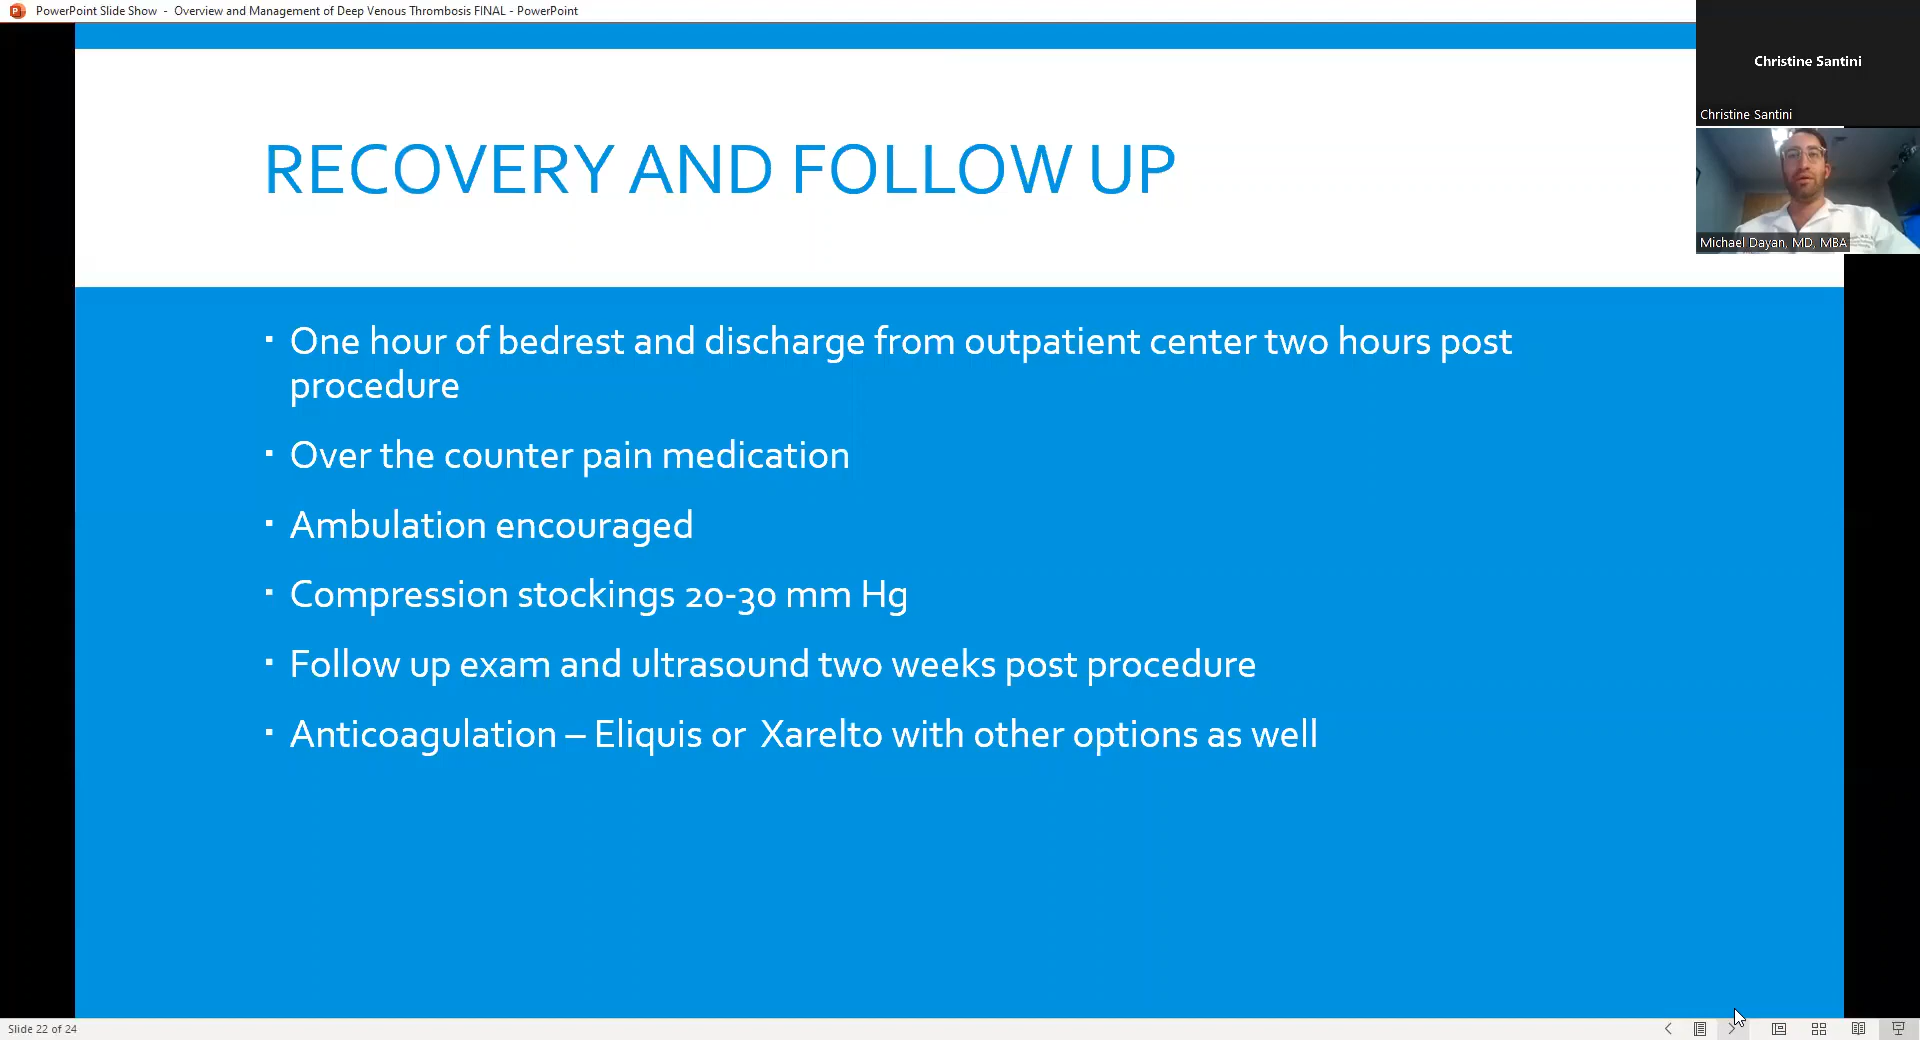 PowerPoint Slide Show - Overview and Management of Deep Venous Thrombosis FINAL - PowerPoint
Christine Santini
Christine Santini
Michael Dayan, MD, MBA
RECOVERY AND FOLLOW UP
▪ One hour of bedrest and discharge from outpatient center two hours post
procedure
▪ Over the counter pain medication
▪ Ambulation encouraged
▪ Compression stockings 20-30 mm Hg
▪ Follow up exam and ultrasound two weeks post procedure
▪ Anticoagulation – Eliquis or Xarelto with other options as well
Slide 22 of 24